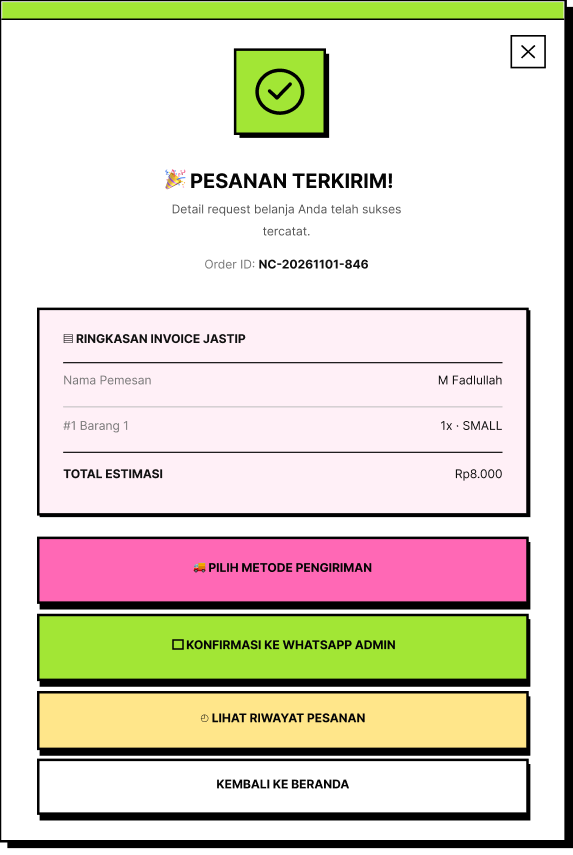 🎉 PESANAN TERKIRIM!
Detail request belanja Anda telah sukses
tercatat.
Order ID: NC-20261101-846
RINGKASAN INVOICE JASTIP
Nama Pemesan M Fadlullah
#1 Barang 1 1x · SMALL
TOTAL ESTIMASI Rp8.000
🚚 PILIH METODE PENGIRIMAN
KONFIRMASI KE WHATSAPP ADMIN
LIHAT RIWAYAT PESANAN
KEMBALI KE BERANDA